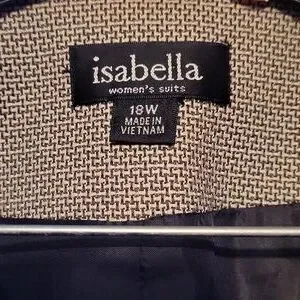 isabella
women's suits
18W
MADE IN
VIETNAM